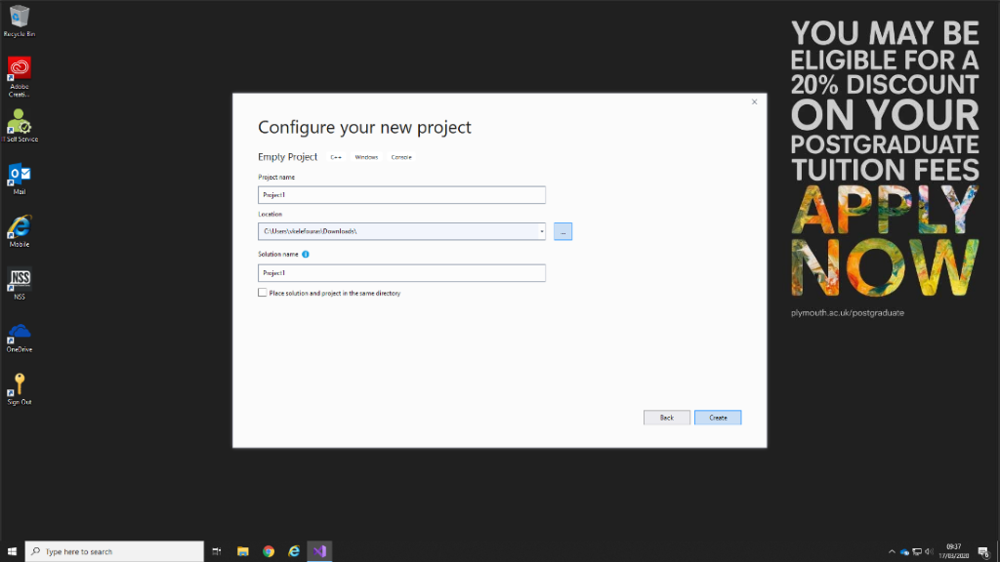 Recycle Bin
Adobe
Creati...
IT Self Service
Mail
Mobile
NSS
NSS
OneDrive
Sign Out
Configure your new project
Empty Project C++ Windows Console
Project name
Project1
Location
C:\Users\vkelefouras\Downloads\
...
Solution name
Project1
Place solution and project in the same directory
Back Create
YOU MAY BE
ELIGIBLE FOR A
20% DISCOUNT
ON YOUR
POSTGRADUATE
TUITION FEES
APPLY
NOW
plymouth.ac.uk/postgraduate
Type here to search
09:37
17/03/2020